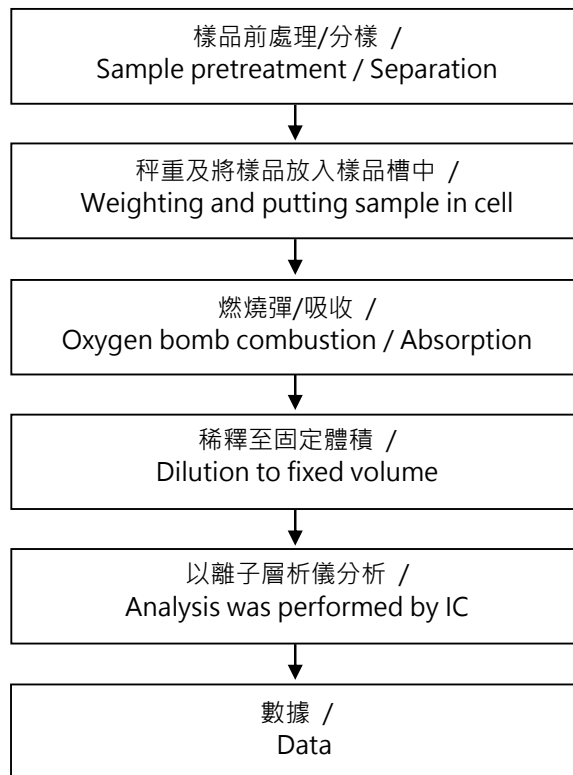 樣品前處理/分樣 /
Sample pretreatment / Separation
秤重及將樣品放入樣品槽中 /
Weighting and putting sample in cell
燃燒彈/吸收 /
Oxygen bomb combustion / Absorption
稀釋至固定體積 /
Dilution to fixed volume
以離子層析儀分析 /
Analysis was performed by IC
數據 /
Data